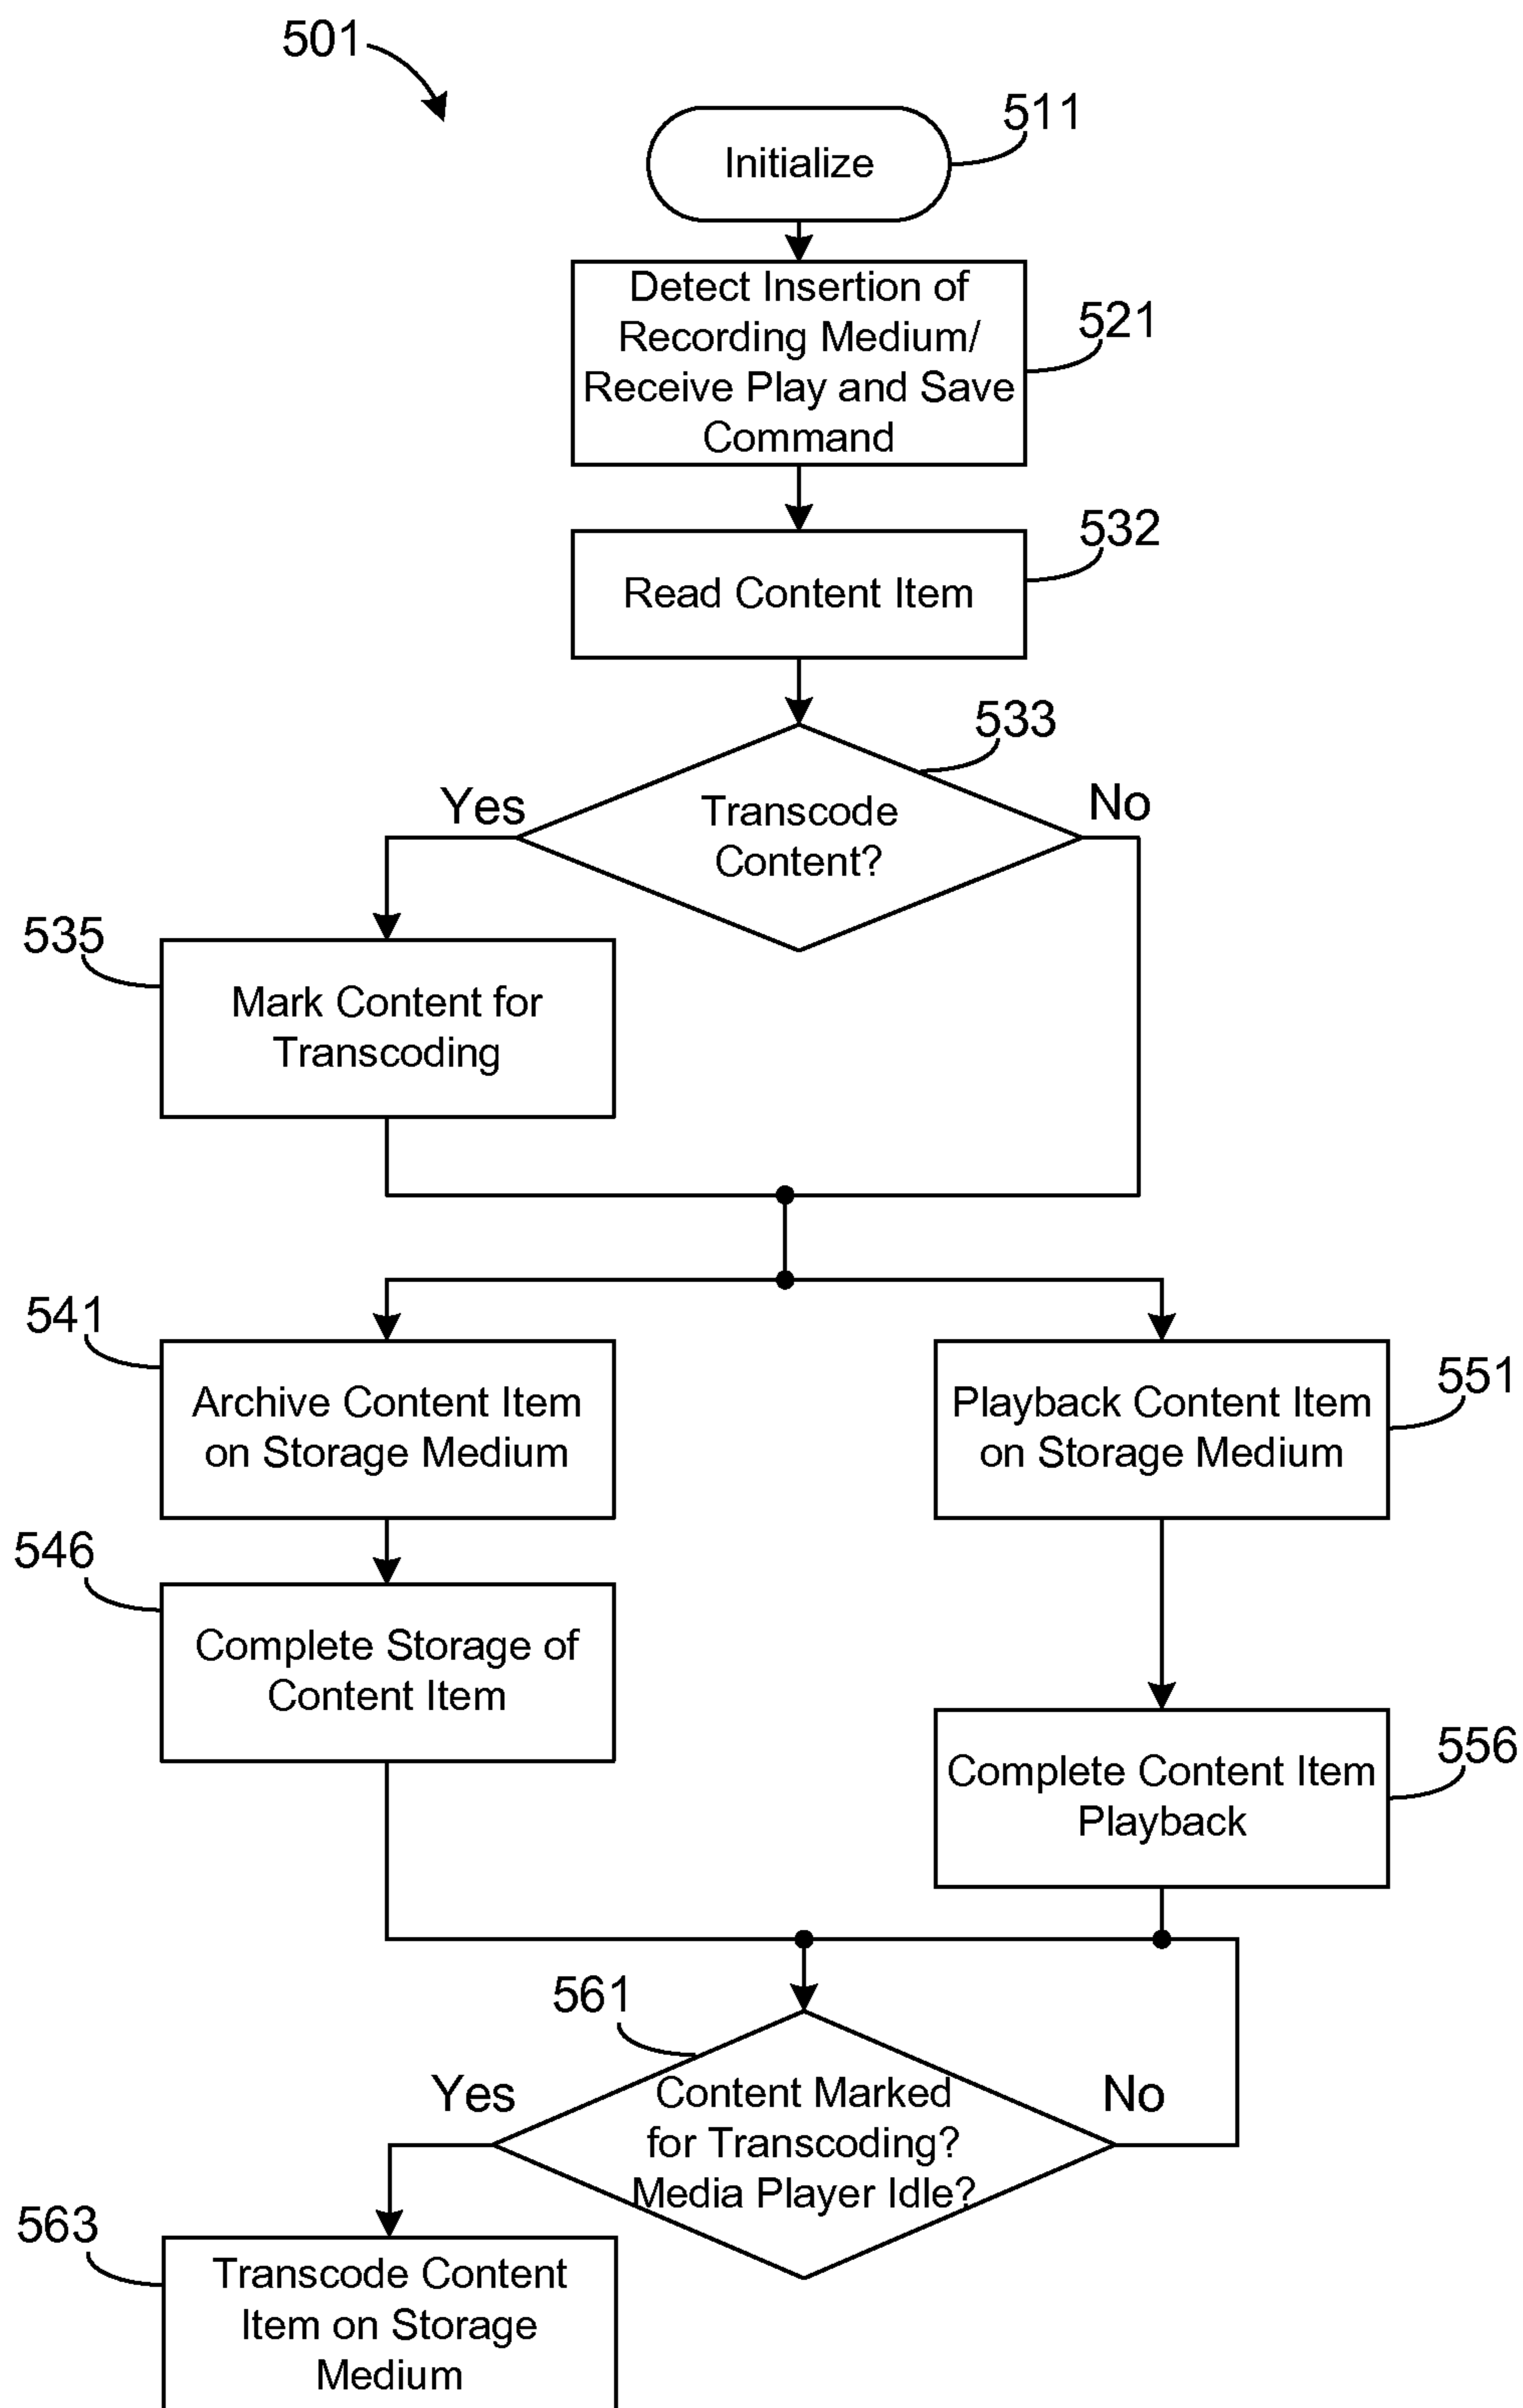 501
511
Initialize
Detect Insertion of
Recording Medium/
Receive Play and Save
Command
521
532
Read Content Item
533
Yes
No
Transcode
Content?
535
Mark Content for
Transcoding
541
Archive Content Item
on Storage Medium
551
Playback Content Item
on Storage Medium
546
Complete Storage of
Content Item
556
Complete Content Item
Playback
561
Yes
No
Content Marked
for Transcoding?
Media Player Idle?
563
Transcode Content
Item on Storage
Medium